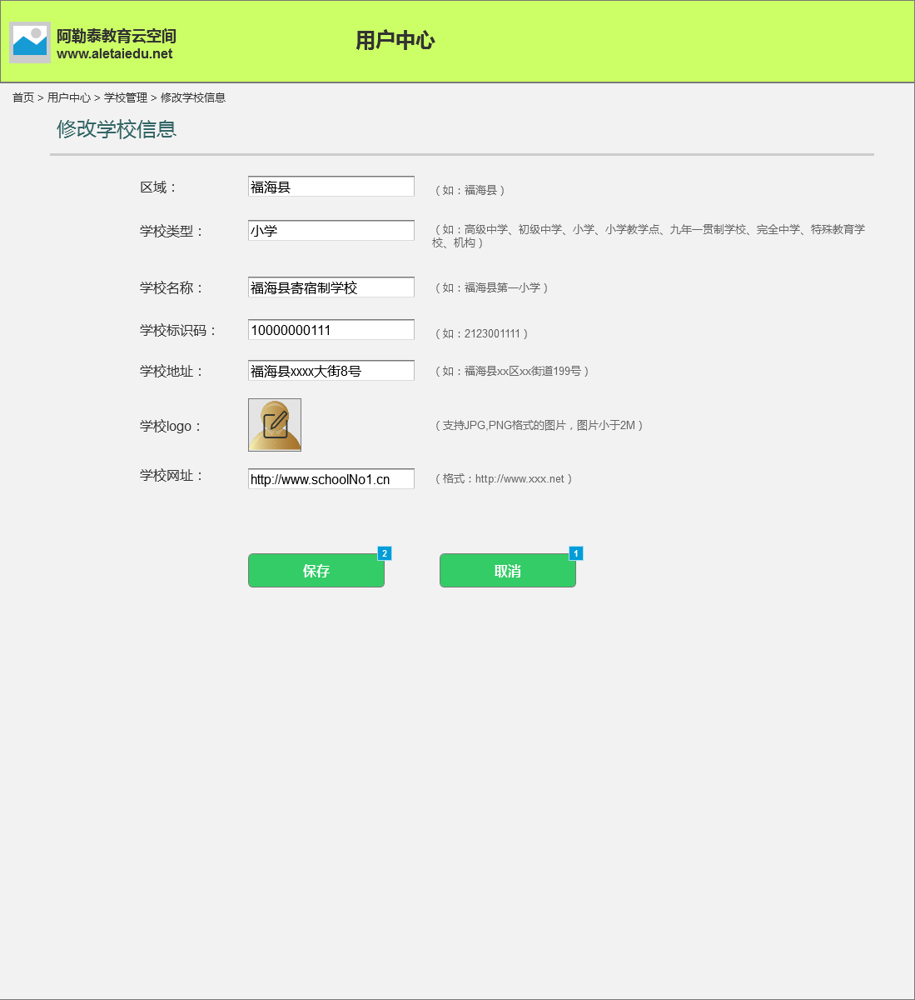 阿勒泰教育云空间
www.aletaiedu.net
用户中心
首页 > 用户中心 > 学校管理 > 修改学校信息
修改学校信息
区域： 福海县 （如：福海县）
学校类型： 小学 （如：高级中学、初级中学、小学、小学教学点、九年一贯制学校、完全中学、特殊教育学
校、机构）
学校名称： 福海县寄宿制学校 （如：福海县第一小学）
学校标识码： 10000000111 （如：2123001111）
学校地址： 福海县xxxx大街8号 （如：福海县xx区xx街道199号）
学校logo： （支持JPG,PNG格式的图片，图片小于2M）
学校网址： http://www.schoolNo1.cn （格式：http://www.xxx.net）
保存 2 取消 1